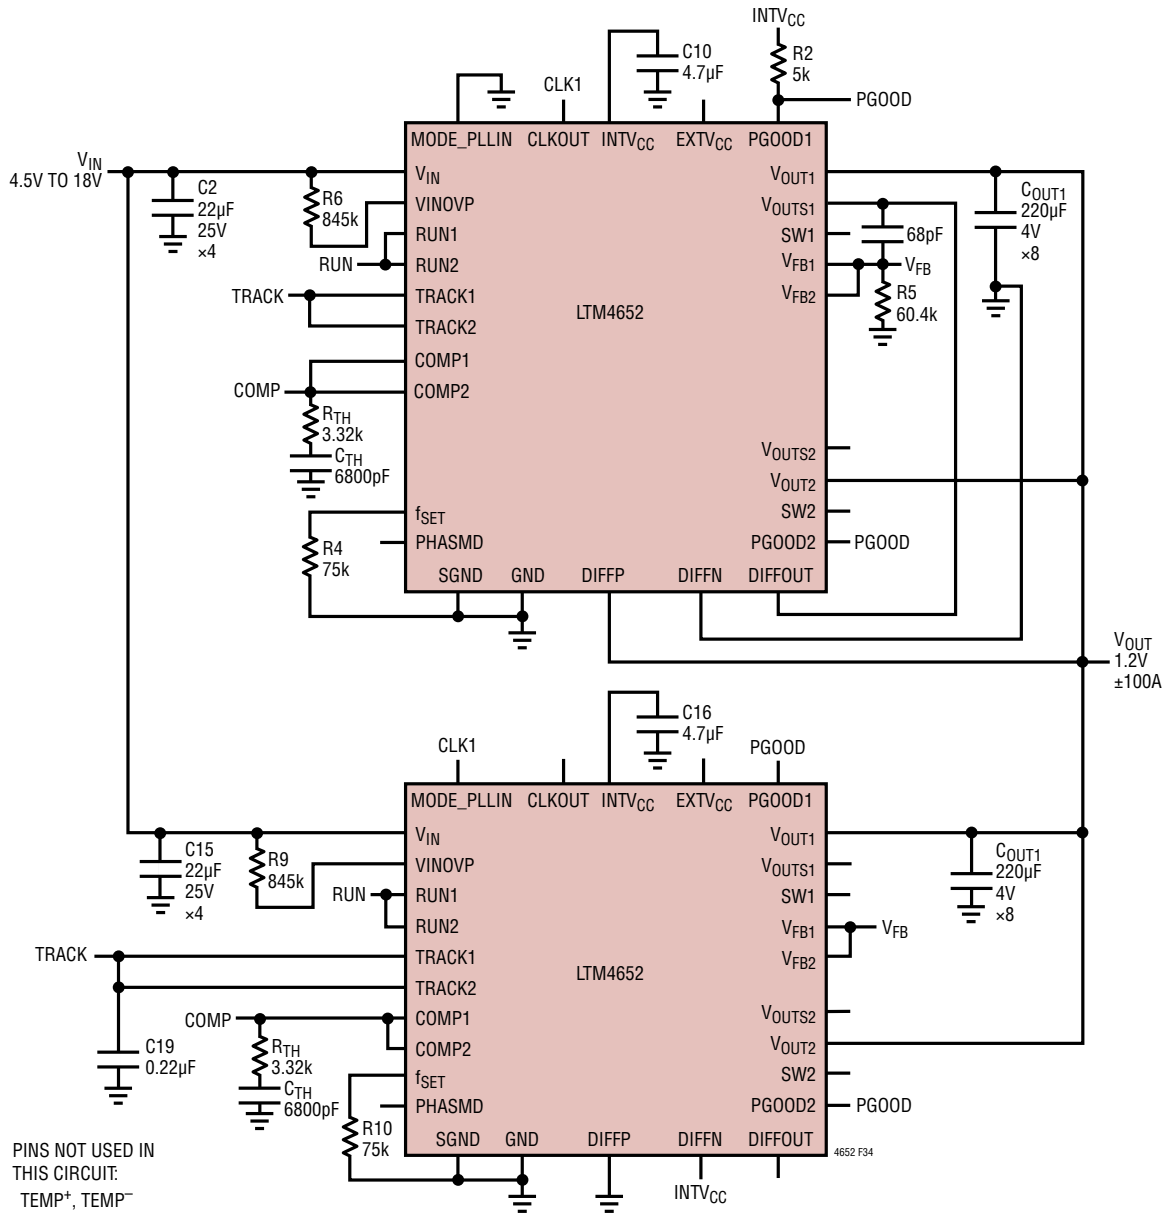 INTVCC
R2
5k
PGOOD
C10
4.7µF
CLK1
MODE_PLLIN CLKOUT INTVCC EXTVCC PGOOD1
VIN
4.5V TO 18V
C2
22µF
25V
×4
R6
845k
RUN
TRACK
COMP
RTH
3.32k
CTH
6800pF
R4
75k
VIN
VINOVP
RUN1
RUN2
TRACK1
TRACK2
COMP1
COMP2
fSET
PHASMD
LTM4652
VOUT1
VOUTS1
SW1
VFB1
VFB2
VOUTS2
VOUT2
SW2
PGOOD2
SGND GND DIFFP DIFFN DIFFOUT
68pF
VFB
R5
60.4k
COUT1
220µF
4V
×8
PGOOD
VOUT
1.2V
±100A
C16
4.7µF
CLK1
PGOOD
MODE_PLLIN CLKOUT INTVCC EXTVCC PGOOD1
C15
22µF
25V
×4
R9
845k
RUN
TRACK
COMP
C19
0.22µF
RTH
3.32k
CTH
6800pF
R10
75k
VIN
VINOVP
RUN1
RUN2
TRACK1
TRACK2
COMP1
COMP2
fSET
PHASMD
LTM4652
VOUT1
VOUTS1
SW1
VFB1
VFB2
VOUTS2
VOUT2
SW2
PGOOD2
SGND GND DIFFP DIFFN DIFFOUT
COUT1
220µF
4V
×8
VFB
PGOOD
INTVCC
4652 F34
PINS NOT USED IN
THIS CIRCUIT:
TEMP+, TEMP–